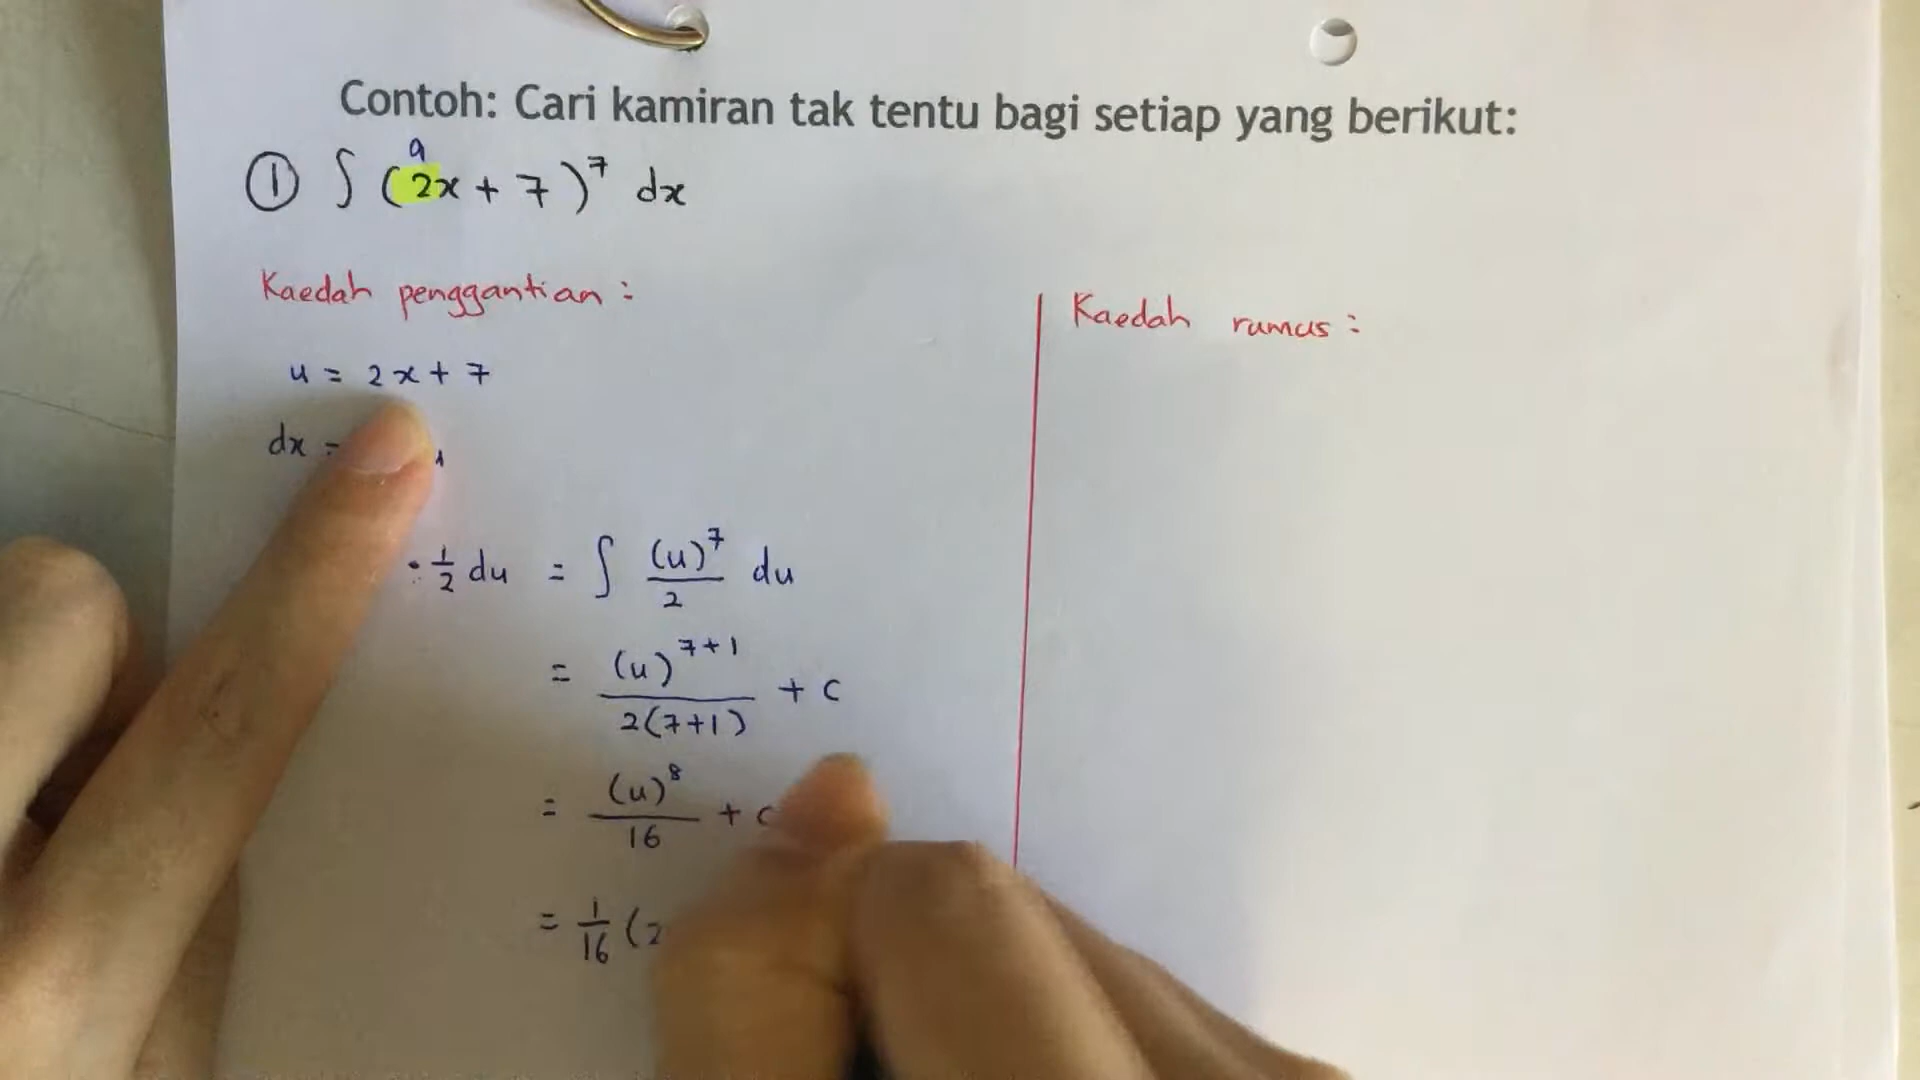 Contoh: Cari kamiran tak tentu bagi setiap yang berikut:
a
① ∫ (2x + 7)⁷ dx
Kaedah penggantian :
u = 2x + 7
dx =
· ½ du = ∫ (u)⁷/2 du
= (u)⁷⁺¹/2(7+1) + c
= (u)⁸/16 + c
= 1/16 (2
Kaedah rumus :